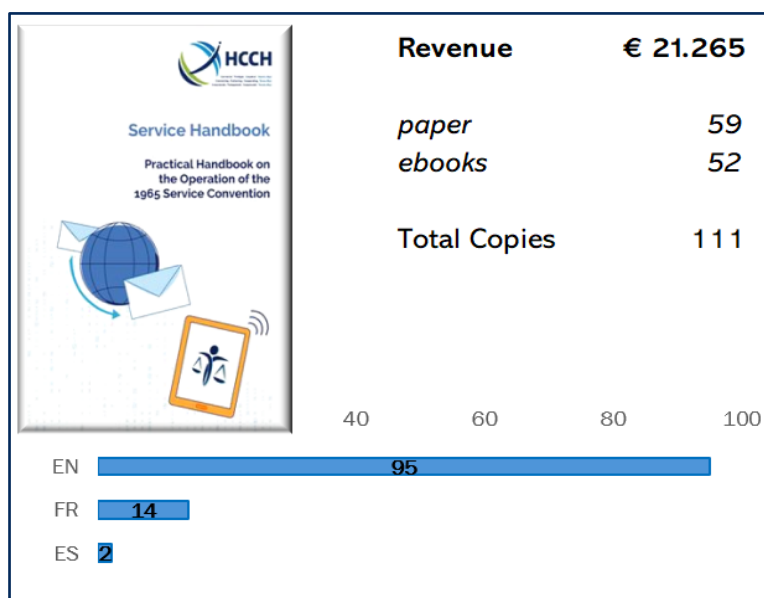 HCCH
Service Handbook
Practical Handbook on
the Operation of the
1965 Service Convention
Revenue € 21.265
paper 59
ebooks 52
Total Copies 111
40 60 80 100
EN 95
FR 14
ES 2